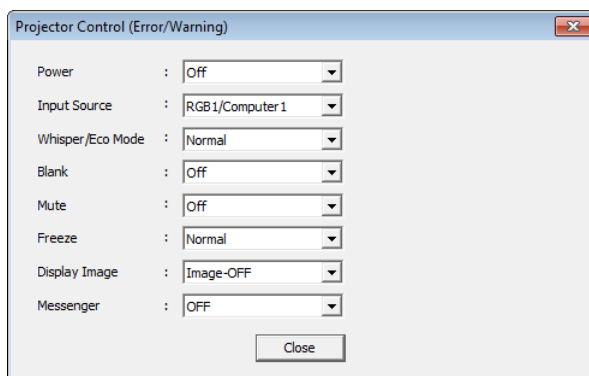 Projector Control (Error/Warning)
Power : Off
Input Source : RGB1/Computer1
Whisper/Eco Mode : Normal
Blank : Off
Mute : Off
Freeze : Normal
Display Image : Image-OFF
Messenger : OFF
Close